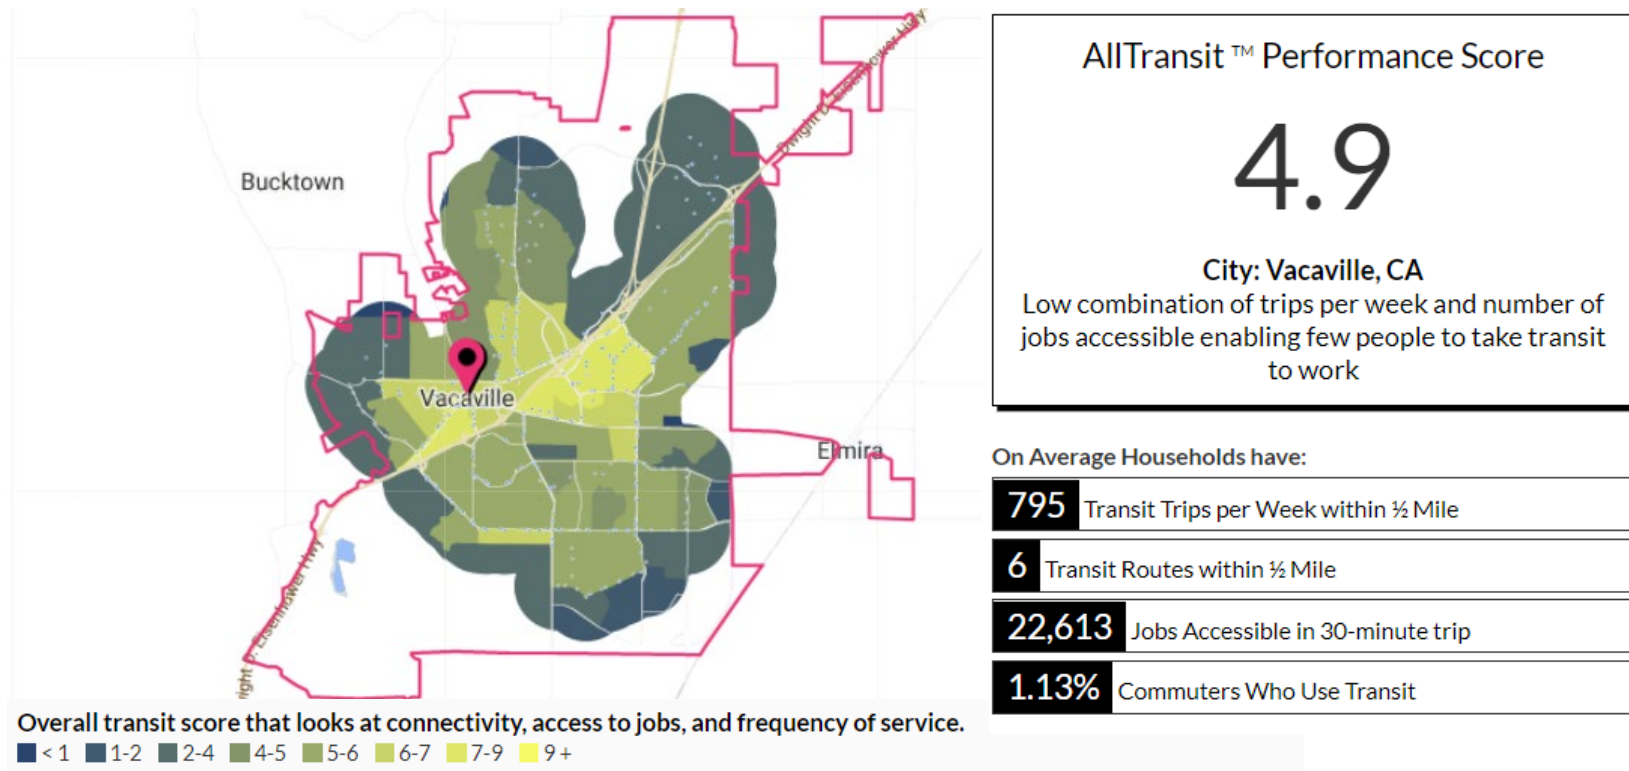 Bucktown
Vacaville
Elmira
Dwight D. Eisenhower Hwy
right D. Eisenhower Hwy
Overall transit score that looks at connectivity, access to jobs, and frequency of service.
< 1 1-2 2-4 4-5 5-6 6-7 7-9 9 +
AllTransit ™ Performance Score
4.9
City: Vacaville, CA
Low combination of trips per week and number of
jobs accessible enabling few people to take transit
to work
On Average Households have:
795 Transit Trips per Week within ½ Mile
6 Transit Routes within ½ Mile
22,613 Jobs Accessible in 30-minute trip
1.13% Commuters Who Use Transit